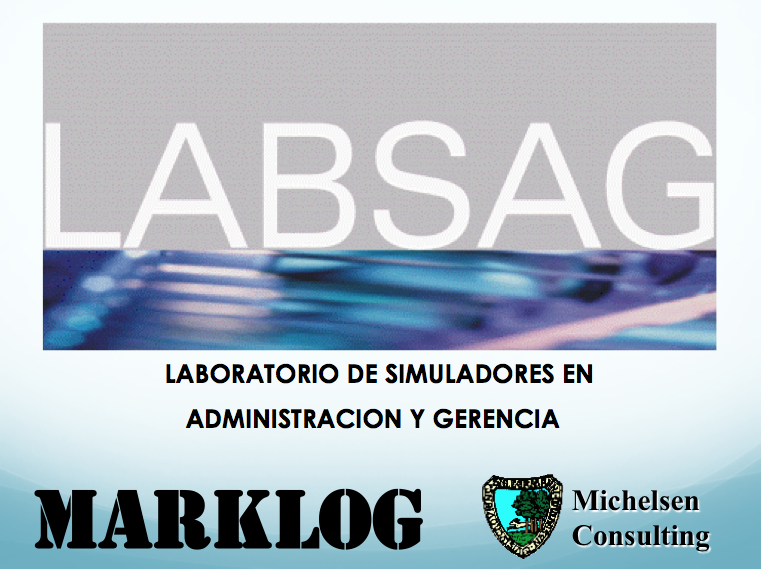 LABSAG
LABORATORIO DE SIMULADORES EN
ADMINISTRACION Y GERENCIA
MARKLOG
Michelsen
Consulting